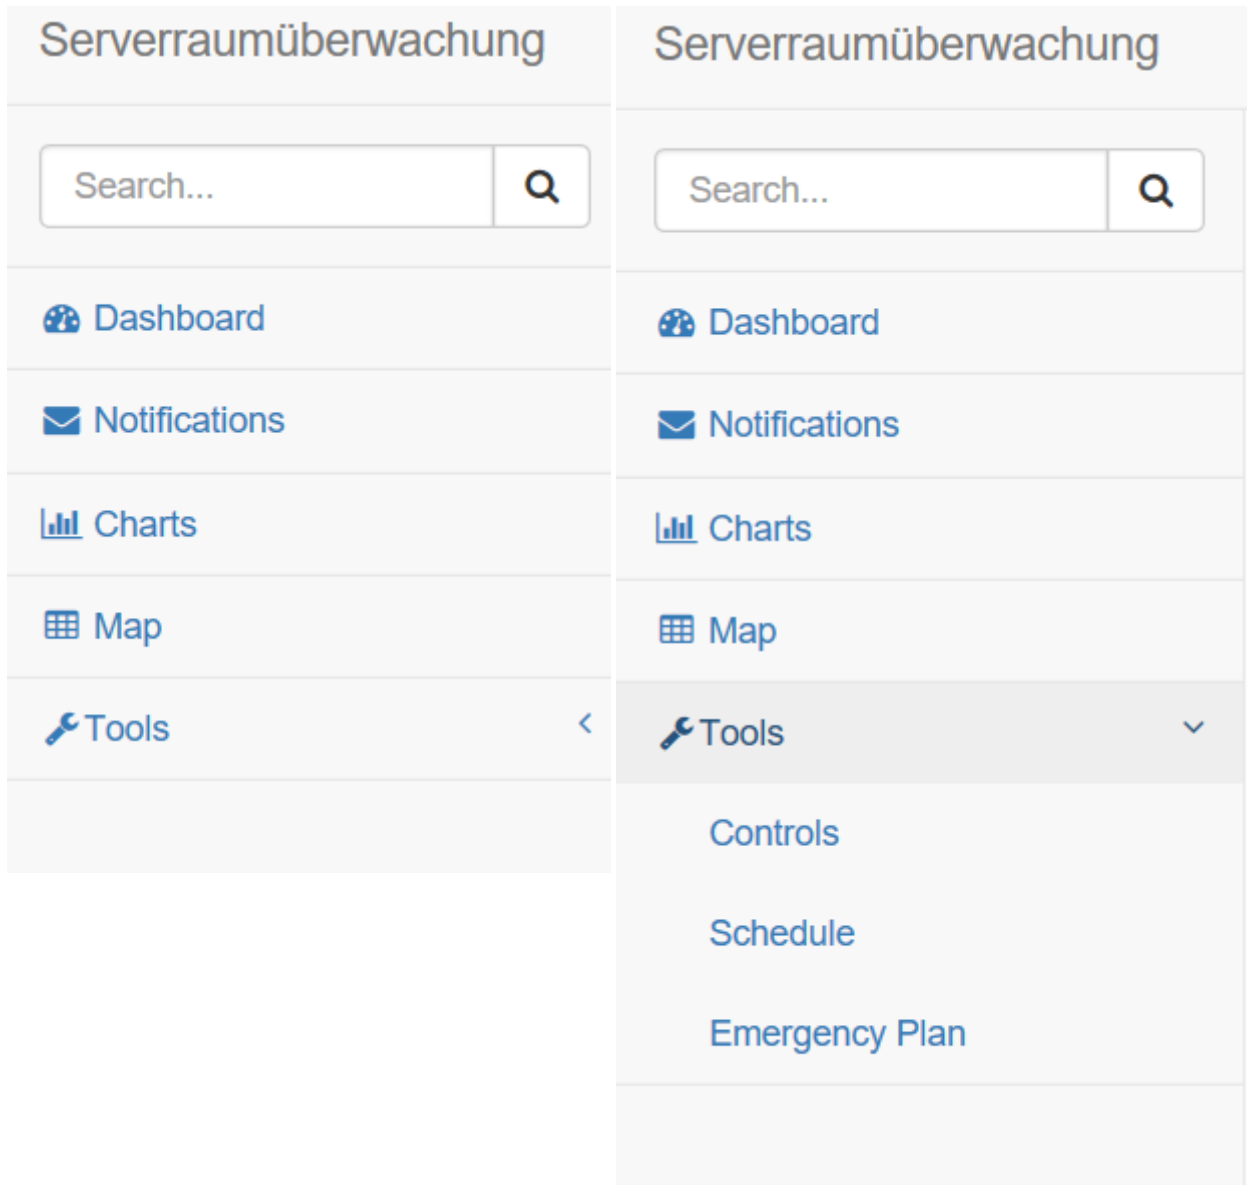 Serverraumüberwachung
Search...
Dashboard
Notifications
Charts
Map
Tools
Serverraumüberwachung
Search...
Dashboard
Notifications
Charts
Map
Tools
Controls
Schedule
Emergency Plan